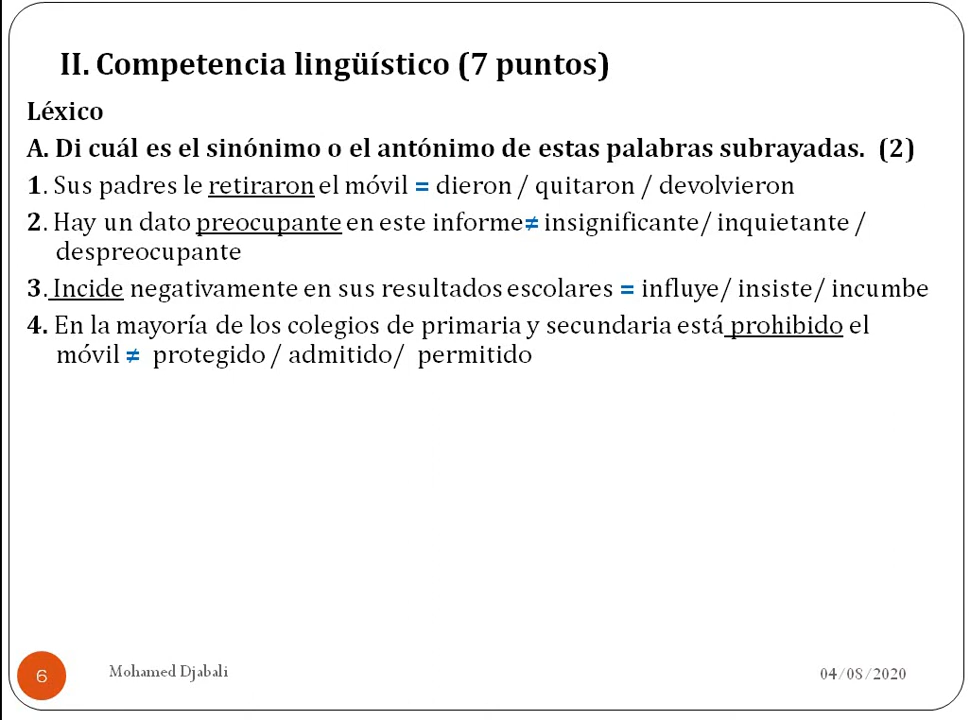 II. Competencia lingüístico (7 puntos)
Léxico
A. Di cuál es el sinónimo o el antónimo de estas palabras subrayadas. (2)
1. Sus padres le retiraron el móvil = dieron / quitaron / devolvieron
2. Hay un dato preocupante en este informe≠ insignificante/ inquietante /
despreocupante
3. Incide negativamente en sus resultados escolares = influye/ insiste/ incumbe
4. En la mayoría de los colegios de primaria y secundaria está prohibido el
móvil ≠ protegido / admitido/ permitido
6
Mohamed Djabali
04/08/2020